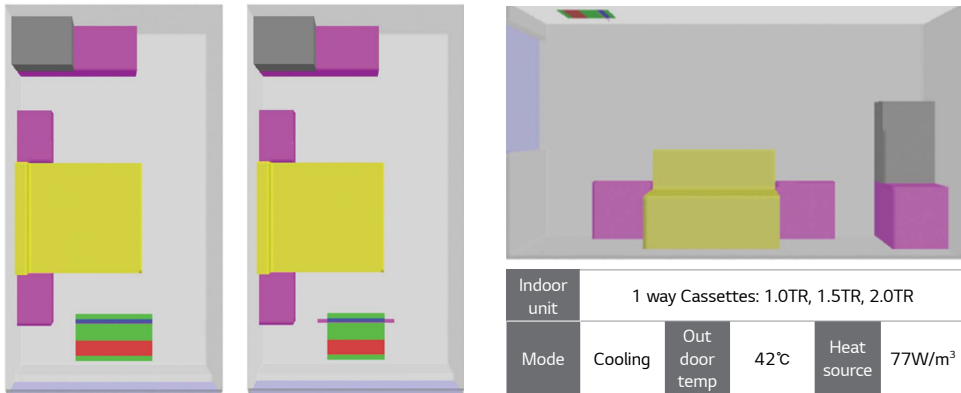 Indoor
unit
1 way Cassettes: 1.0TR, 1.5TR, 2.0TR
Mode
Cooling
Out
door
temp
42℃
Heat
source
77W/m³